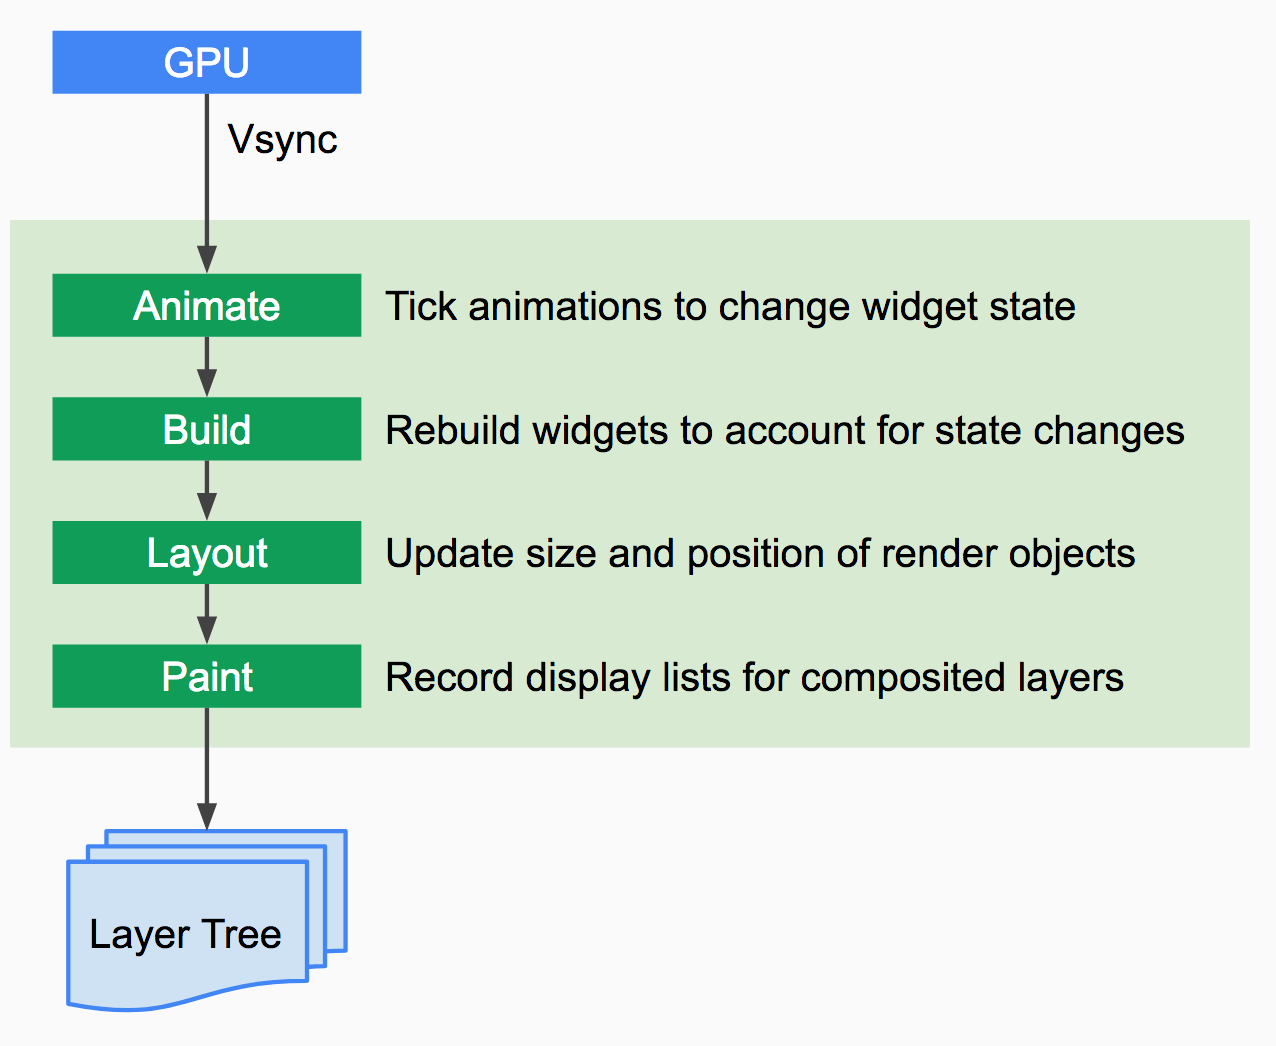 GPU
Vsync
Animate
Tick animations to change widget state
Build
Rebuild widgets to account for state changes
Layout
Update size and position of render objects
Paint
Record display lists for composited layers
Layer Tree